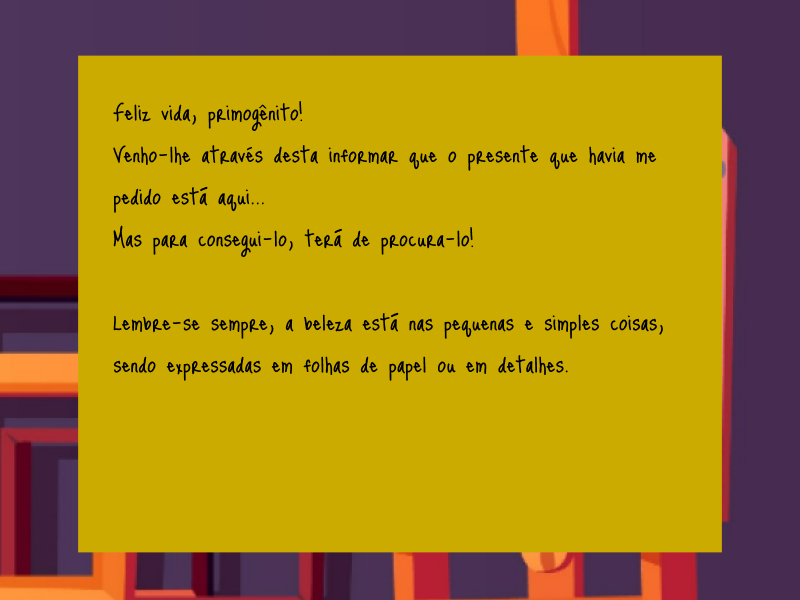 Feliz vida, primogênito!
Venho-lhe através desta informar que o presente que havia me
pedido está aqui...
Mas para consegui-lo, terá de procura-lo!
Lembre-se sempre, a beleza está nas pequenas e simples coisas,
sendo expressadas em folhas de papel ou em detalhes.